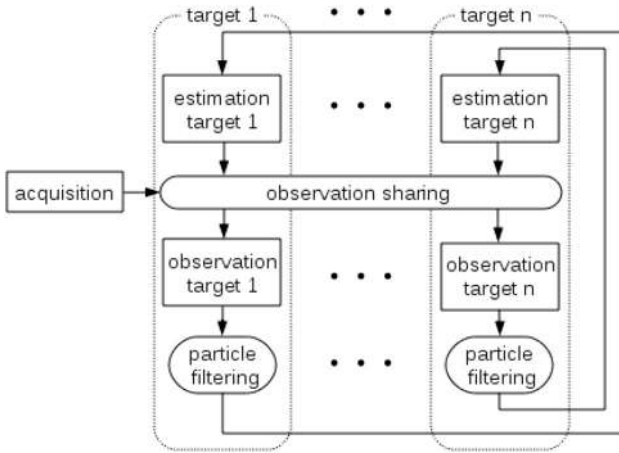 target 1
target n
estimation
target 1
estimation
target n
acquisition
observation sharing
observation
target 1
observation
target n
particle
filtering
particle
filtering